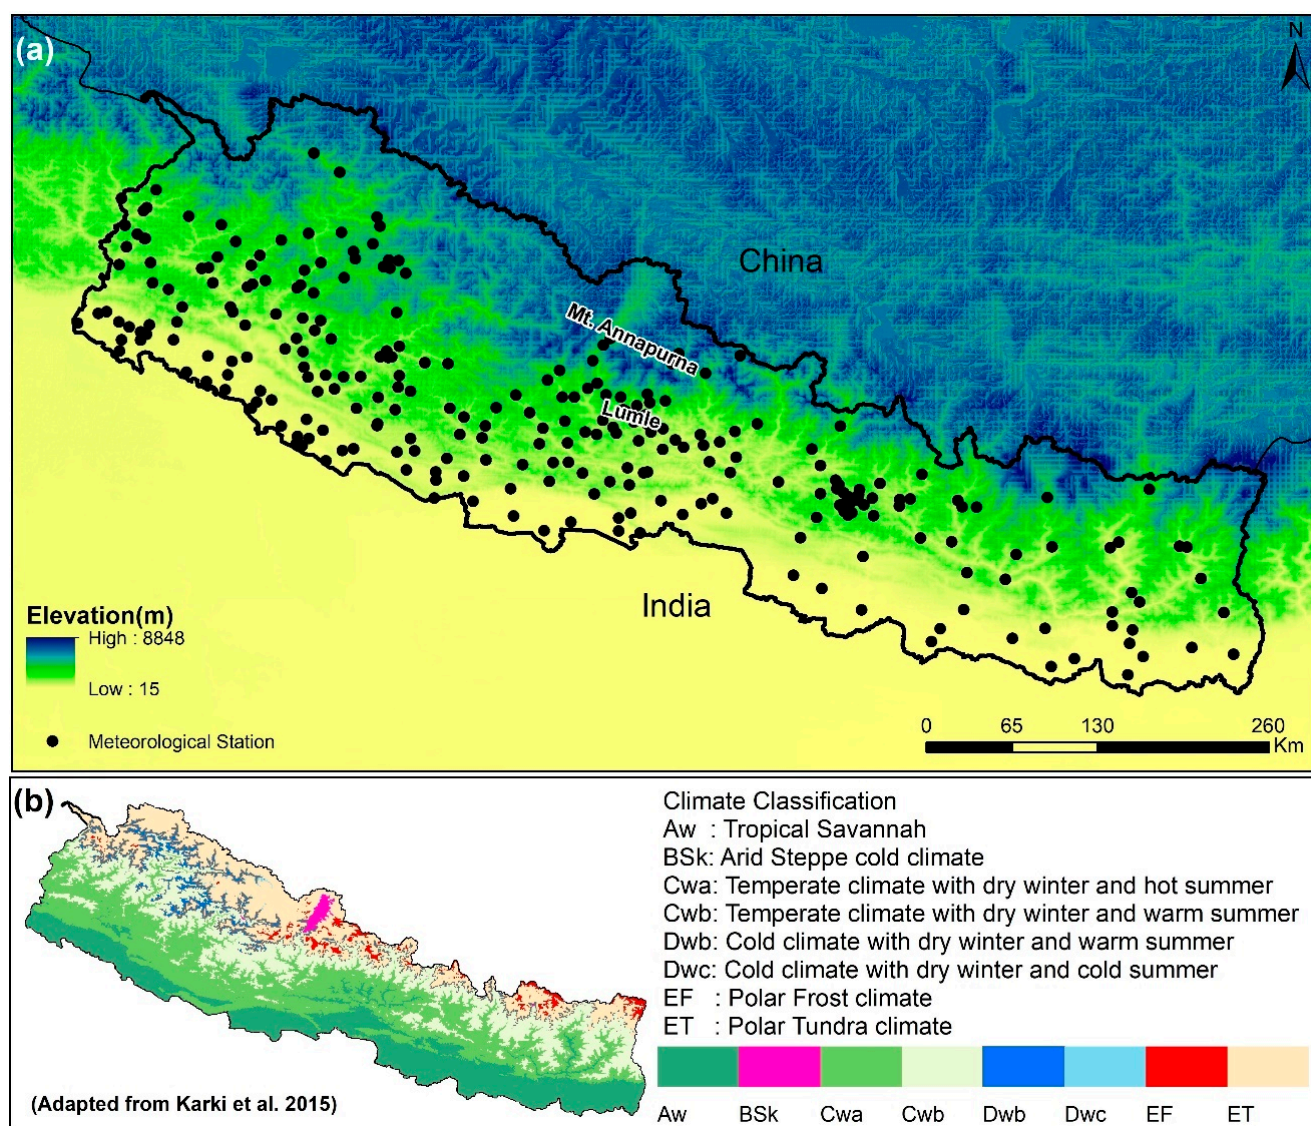 (a)
N
China
Mt. Annapurna
Lumle
India
Elevation(m)
High : 8848
Low : 15
Meteorological Station
0 65 130 260
Km
(b)
(Adapted from Karki et al. 2015)
Climate Classification
Aw : Tropical Savannah
BSk: Arid Steppe cold climate
Cwa: Temperate climate with dry winter and hot summer
Cwb: Temperate climate with dry winter and warm summer
Dwb: Cold climate with dry winter and warm summer
Dwc: Cold climate with dry winter and cold summer
EF : Polar Frost climate
ET : Polar Tundra climate
Aw BSk Cwa Cwb Dwb Dwc EF ET